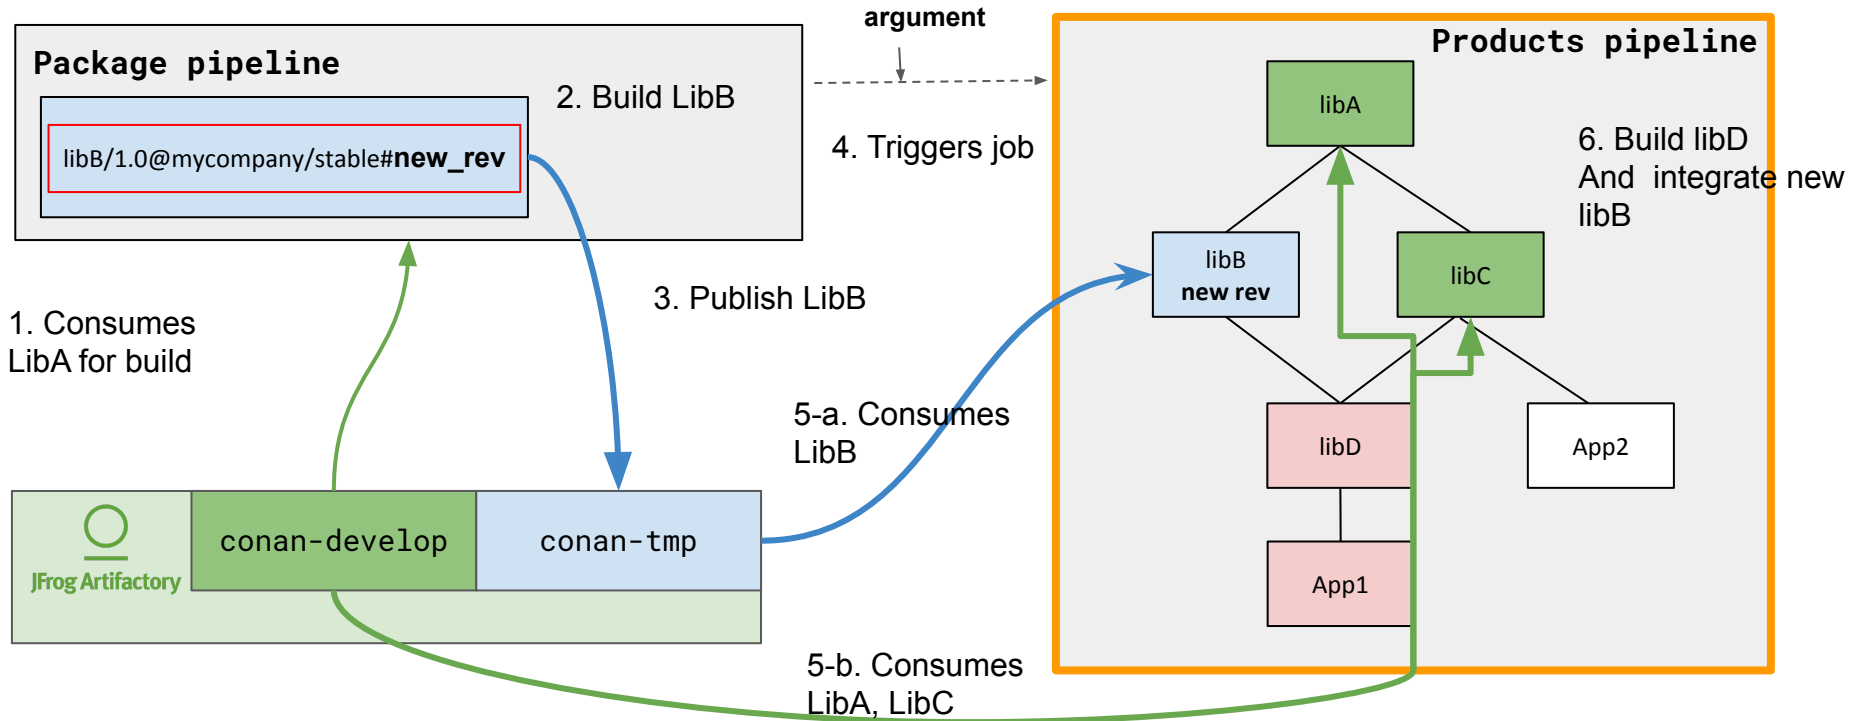 argument
Package pipeline
2. Build LibB
libB/1.0@mycompany/stable#new_rev
4. Triggers job
Products pipeline
libA
6. Build libD
And integrate new
libB
libB
new rev
libC
3. Publish LibB
1. Consumes
LibA for build
5-a. Consumes
LibB
libD
App2
JFrog Artifactory
conan-develop
conan-tmp
App1
5-b. Consumes
LibA, LibC